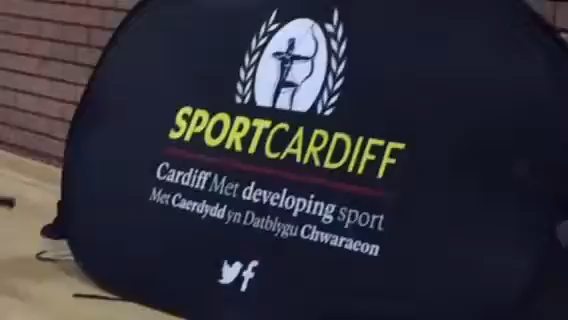 SPORTCARDIFF
Cardiff Met developing sport
Met Caerdydd yn Datblygu Chwaraeon